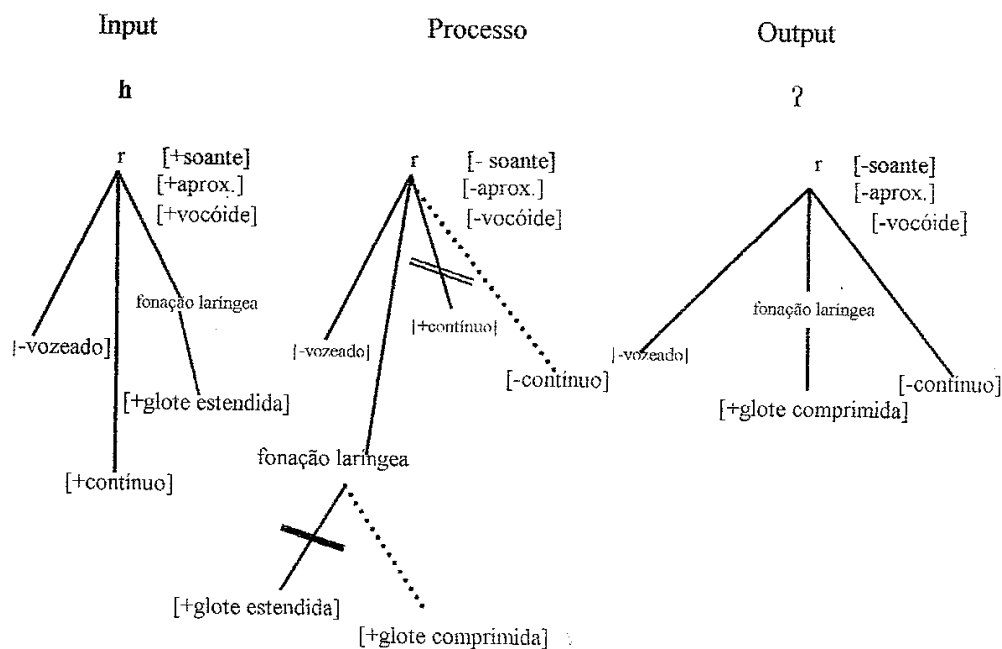 Input Processo Output
h ʔ
r [+soante]
[+aprox.]
[+vocóide]
fonação laríngea
[-vozeado]
[+glote estendida]
[+contínuo]
r [- soante]
[-aprox.]
[-vocóide]
[+contínuo]
[-vozeado]
[-contínuo]
fonação laríngea
[+glote estendida]
[+glote comprimida]
r [-soante]
[-aprox.]
[-vocóide]
fonação laríngea
[-vozeado]
[-contínuo]
[+glote comprimida]